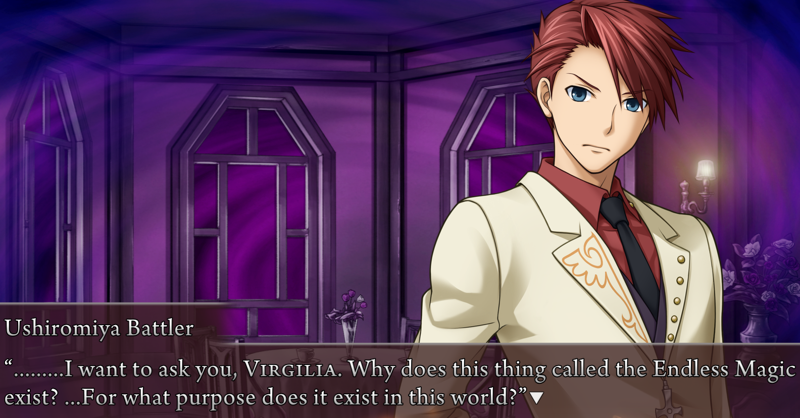 Ushiromiya Battler
“.........I want to ask you, VIRGILIA. Why does this thing called the Endless Magic
exist? ...For what purpose does it exist in this world?”▼